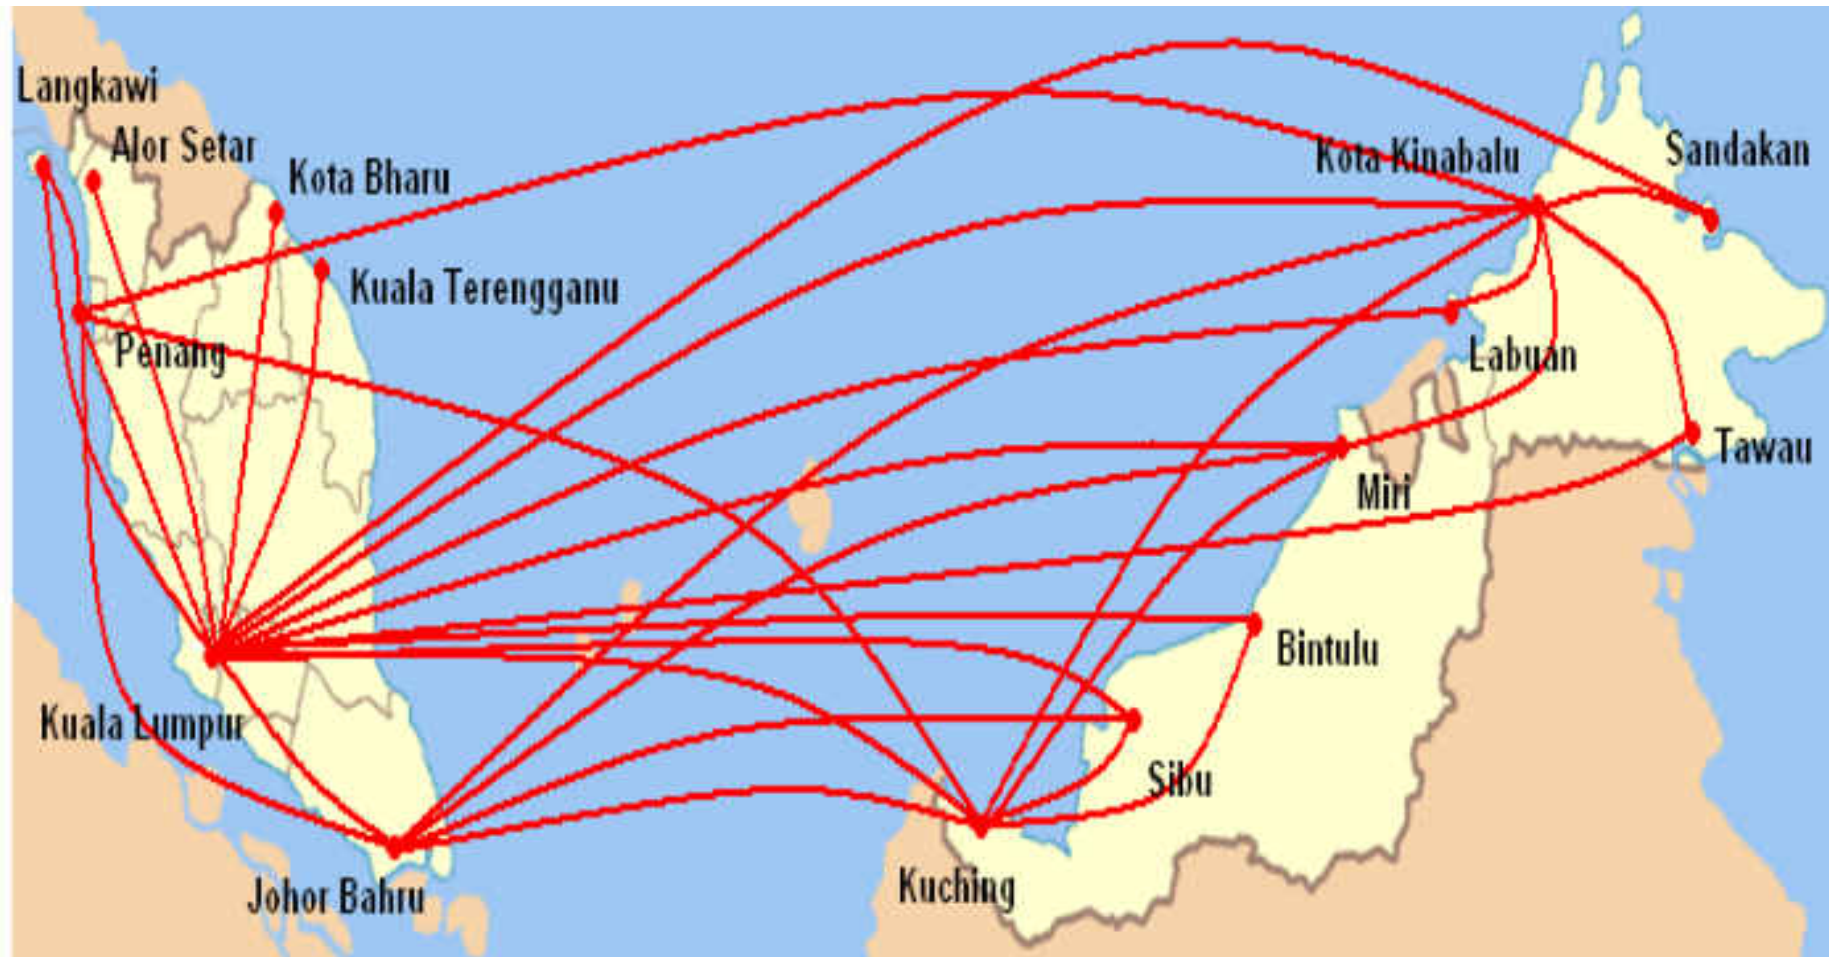 Langkawi
Alor Setar
Kota Bharu
Kuala Terengganu
Penang
Kuala Lumpur
Johor Bahru
Kota Kinabalu
Sandakan
Labuan
Tawau
Miri
Bintulu
Sibu
Kuching